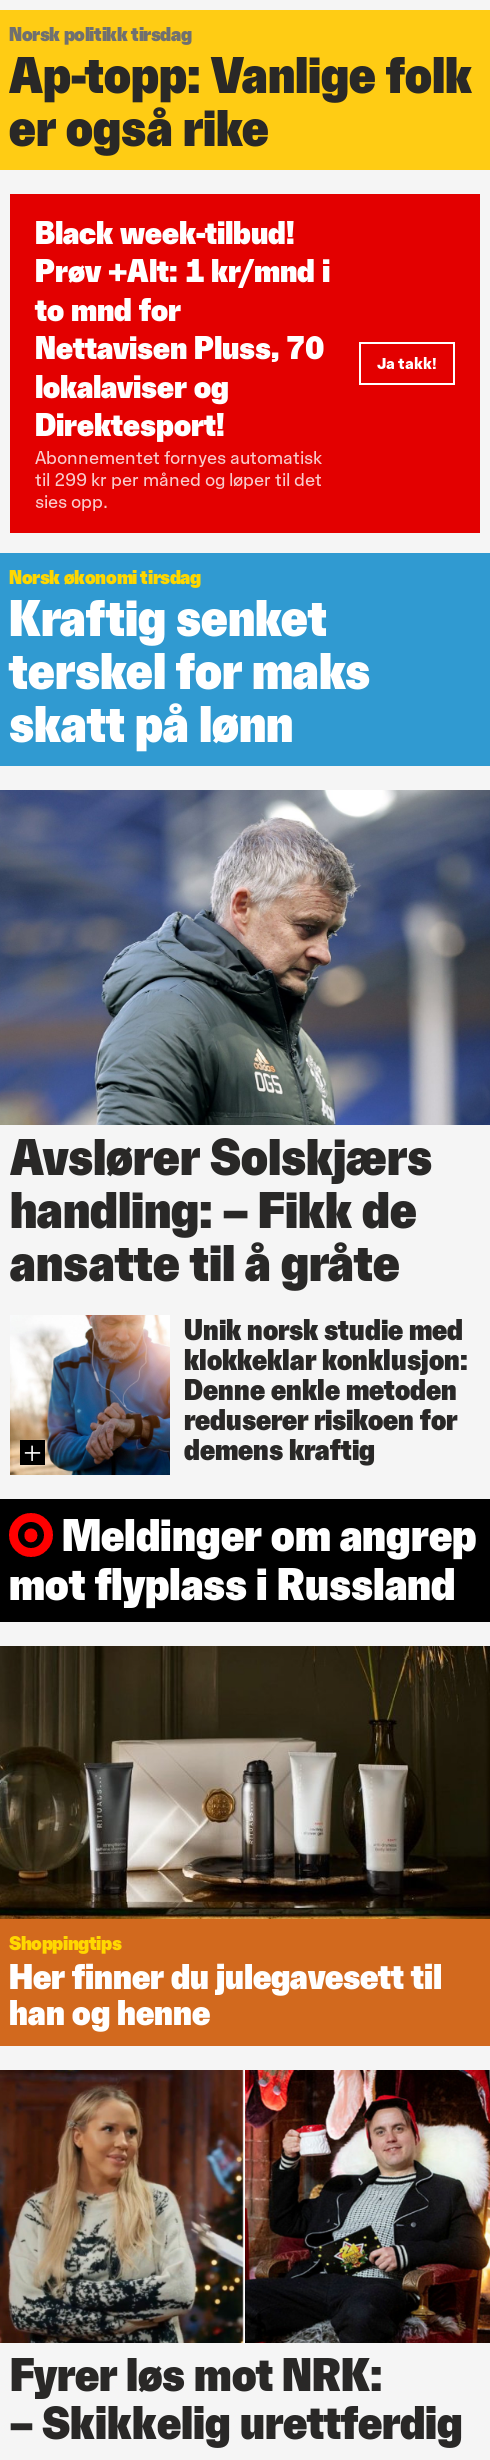 Norsk politikk tirsdag
Ap-topp: Vanlige folk
er også rike
Black week-tilbud!
Prøv +Alt: 1 kr/mnd i
to mnd for
Nettavisen Pluss, 70
lokalaviser og
Direktesport!
Ja takk!
Abonnementet fornyes automatisk
til 299 kr per måned og løper til det
sies opp.
Norsk økonomi tirsdag
Kraftig senket
terskel for maks
skatt på lønn
adidas
OGS
Avslører Solskjærs
handling: – Fikk de
ansatte til å gråte
Unik norsk studie med
klokkeklar konklusjon:
Denne enkle metoden
reduserer risikoen for
demens kraftig
Meldinger om angrep
mot flyplass i Russland
RITUALS
Shoppingtips
Her finner du julegavesett til
han og henne
Fyrer løs mot NRK:
– Skikkelig urettferdig